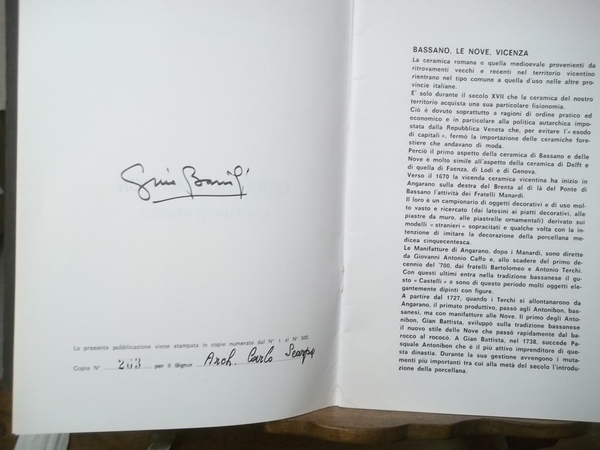 La presente pubblicazione viene stampata in copie numerate dal N° 1 al N° 500
Copia N° 263 per il Signor Arch. Carlo Scarpa
BASSANO, LE NOVE, VICENZA
La ceramica romana e quella medioevale provenienti da
ritrovamenti vecchi e recenti nel territorio vicentino
rientrano nel tipo comune a quella d'uso nelle altre pro-
vincie italiane.
E' solo durante il secolo XVII che la ceramica del nostro
territorio acquista una sua particolare fisionomia.
Ciò è dovuto soprattutto a ragioni di ordine pratico ed
economico e in particolare alla politica autarchica impo-
stata dalla Repubblica Veneta che, per evitare l'« esodo
di capitali », fermò la importazione delle ceramiche fore-
stiere che andavano di moda.
Perciò il primo aspetto della ceramica di Bassano e delle
Nove è molto simile all'aspetto della ceramica di Delft e
di quella di Faenza, di Lodi e di Genova.
Verso il 1670 la vicenda ceramica vicentina ha inizio in
Angarano sulla destra del Brenta al di là del Ponte di
Bassano l'attività dei Fratelli Manardi.
Il loro è un campionario di oggetti decorativi e di uso mol-
to vasto e ricercato (dai latesini ai piatti decorativi, alle
piastre da muro, alle piastrelle ornamentali) derivato sui
modelli « stranieri » sopracitati e qualche volta con la in-
tenzione di imitare la decorazione della porcellana me-
dicea cinquecentesca.
Le Manifatture di Angarano, dopo i Manardi, sono dirette
da Giovanni Antonio Caffo e, allo scadere del primo de-
cennio del '700, dai fratelli Bartolomeo e Antonio Terchi.
Con questi ultimi entra nella tradizione bassanese il gu-
sto « Castelli » e sono di questo periodo molti oggetti ele-
gantemente dipinti con figure.
A partire dal 1727, quando i Terchi si allontanarono da
Angarano, il primato produttivo, passò agli Antonibon, bas-
sanesi, ma con manifatture alle Nove. Il primo degli Anto-
nibon, Gian Battista, sviluppo sulla tradizione bassanese
il nuovo stile delle Nove che passò rapidamente dal ba-
rocco al rococò. A Gian Battista, nel 1738, succede Pa-
squale Antonibon che è il più attivo imprenditore di que-
sta dinastia. Durante la sua gestione avvengono i muta-
menti più importanti tra cui alla metà del secolo l'introdu-
zione della porcellana.